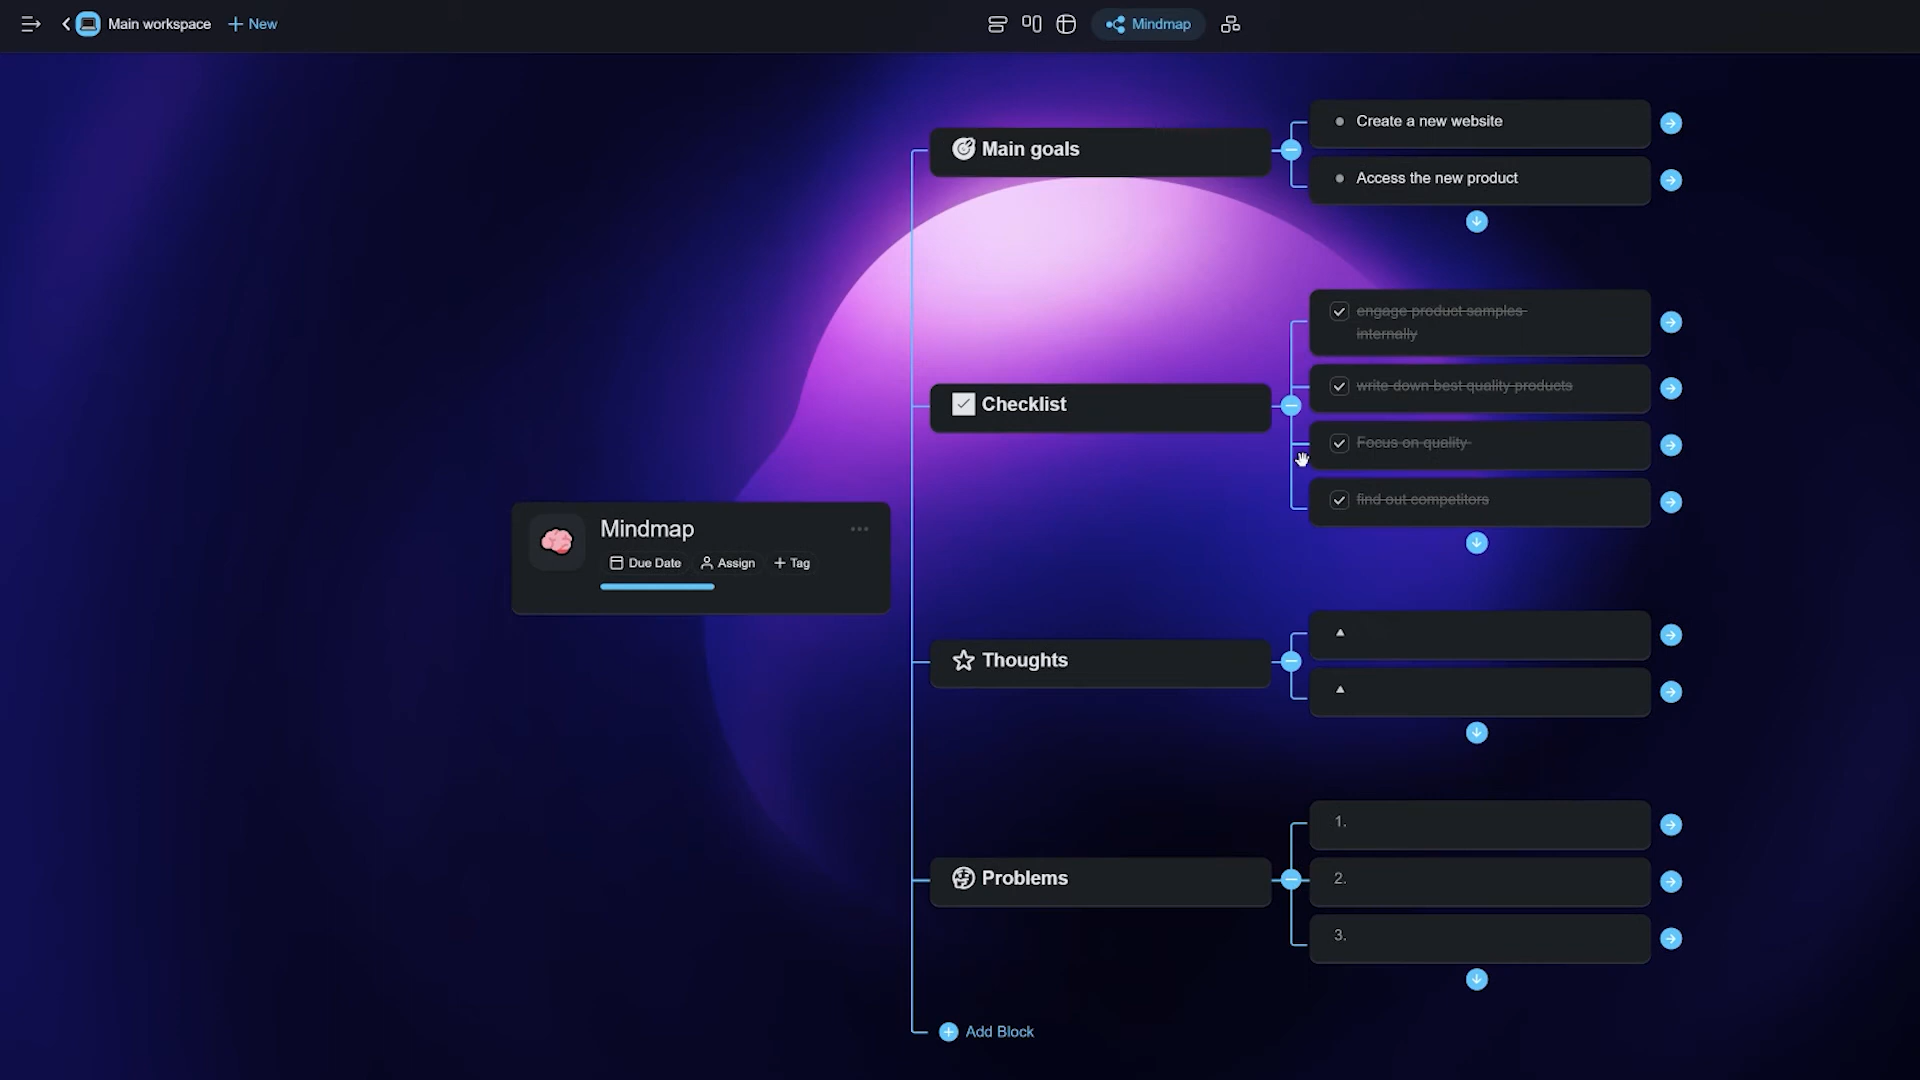 Main workspace
New
Mindmap
Create a new website
Main goals
Access the new product
engage product samples
internally
write down best quality products
Checklist
Focus on quality
find out competitors
Mindmap
Due Date
Assign
Tag
Thoughts
1.
Problems
2.
3.
Add Block